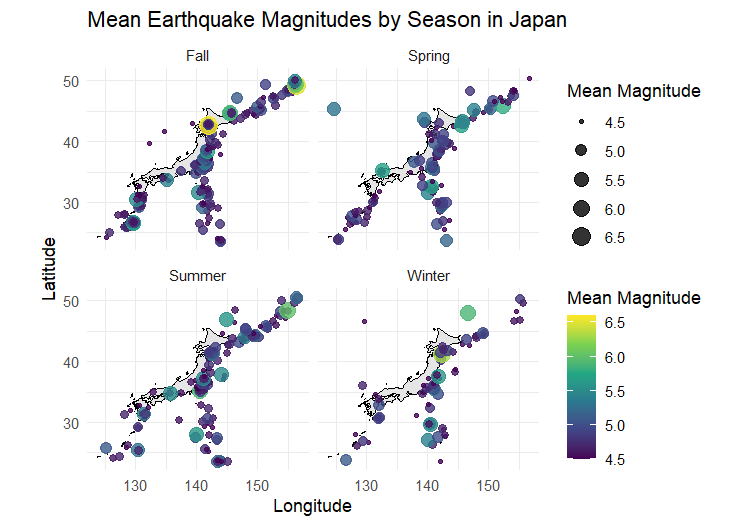 Mean Earthquake Magnitudes by Season in Japan
Fall
Spring
50
40
30
Summer
Winter
50
40
30
130
140
150
130
140
150
Latitude
Longitude
Mean Magnitude
4.5
5.0
5.5
6.0
6.5
Mean Magnitude
6.5
6.0
5.5
5.0
4.5